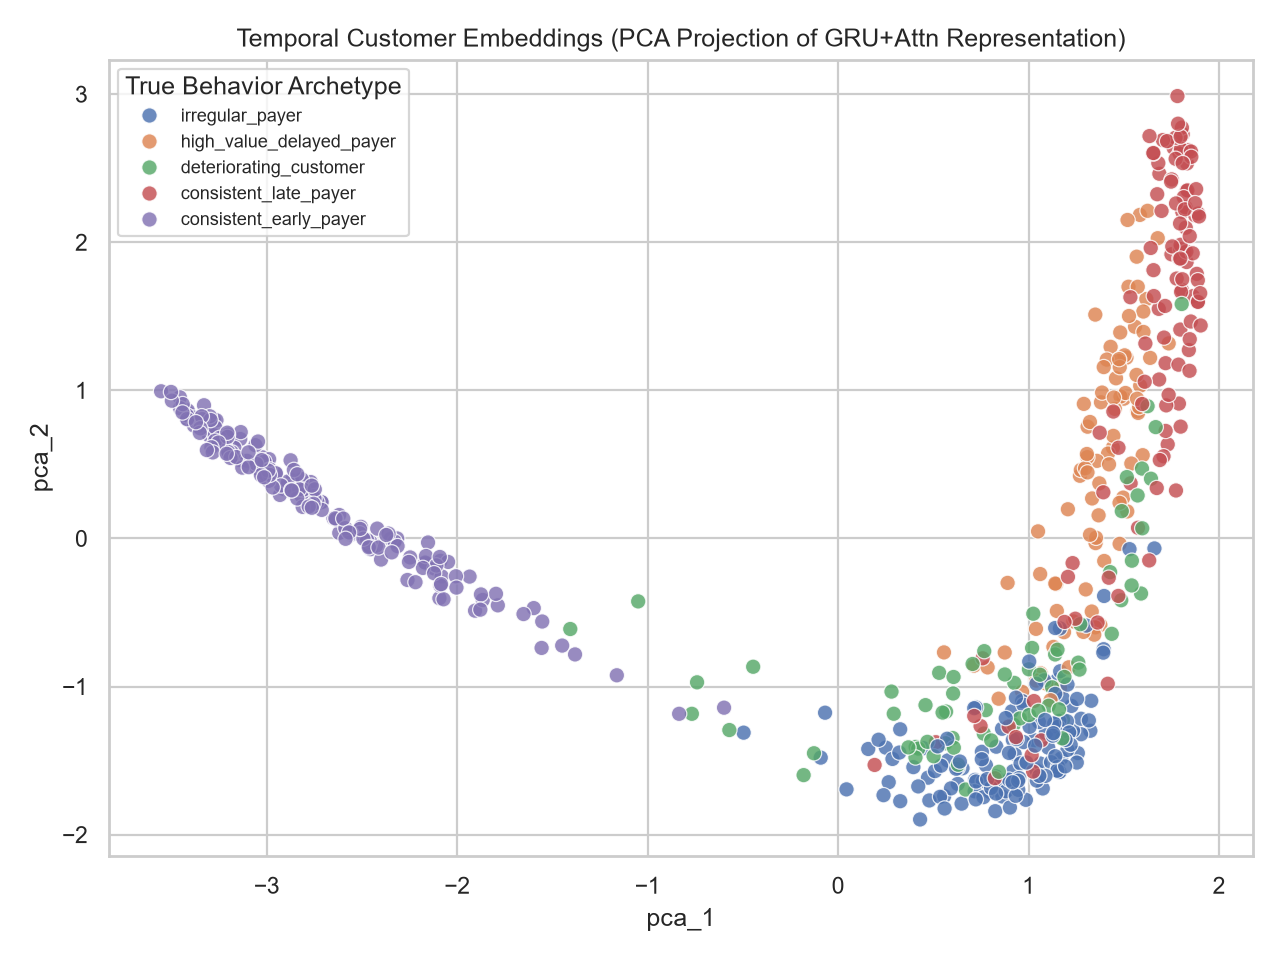 Temporal Customer Embeddings (PCA Projection of GRU+Attn Representation)
True Behavior Archetype
irregular_payer
high_value_delayed_payer
deteriorating_customer
consistent_late_payer
consistent_early_payer
3
2
1
0
−1
−2
pca_2
−3
−2
−1
0
1
2
pca_1